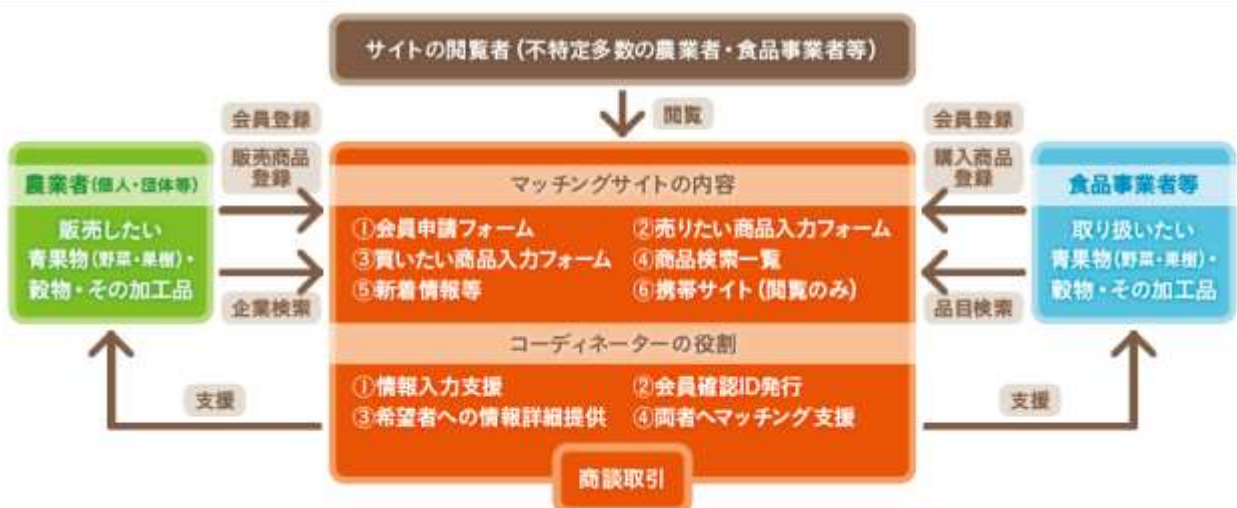 サイトの閲覧者(不特定多数の農業者・食品事業者等)
閲覧
会員登録
販売商品
登録
企業検索
農業者(個人・団体等)
販売したい
青果物(野菜・果樹)・
穀物・その加工品
マッチングサイトの内容
①会員申請フォーム
②売りたい商品入力フォーム
③買いたい商品入力フォーム
④商品検索一覧
⑤新着情報等
⑥携帯サイト(閲覧のみ)
コーディネーターの役割
①情報入力支援
②会員確認ID発行
③希望者への情報詳細提供
④両者へマッチング支援
商談取引
会員登録
購入商品
登録
品目検索
食品事業者等
取り扱いたい
青果物(野菜・果樹)・
穀物・その加工品
支援
支援